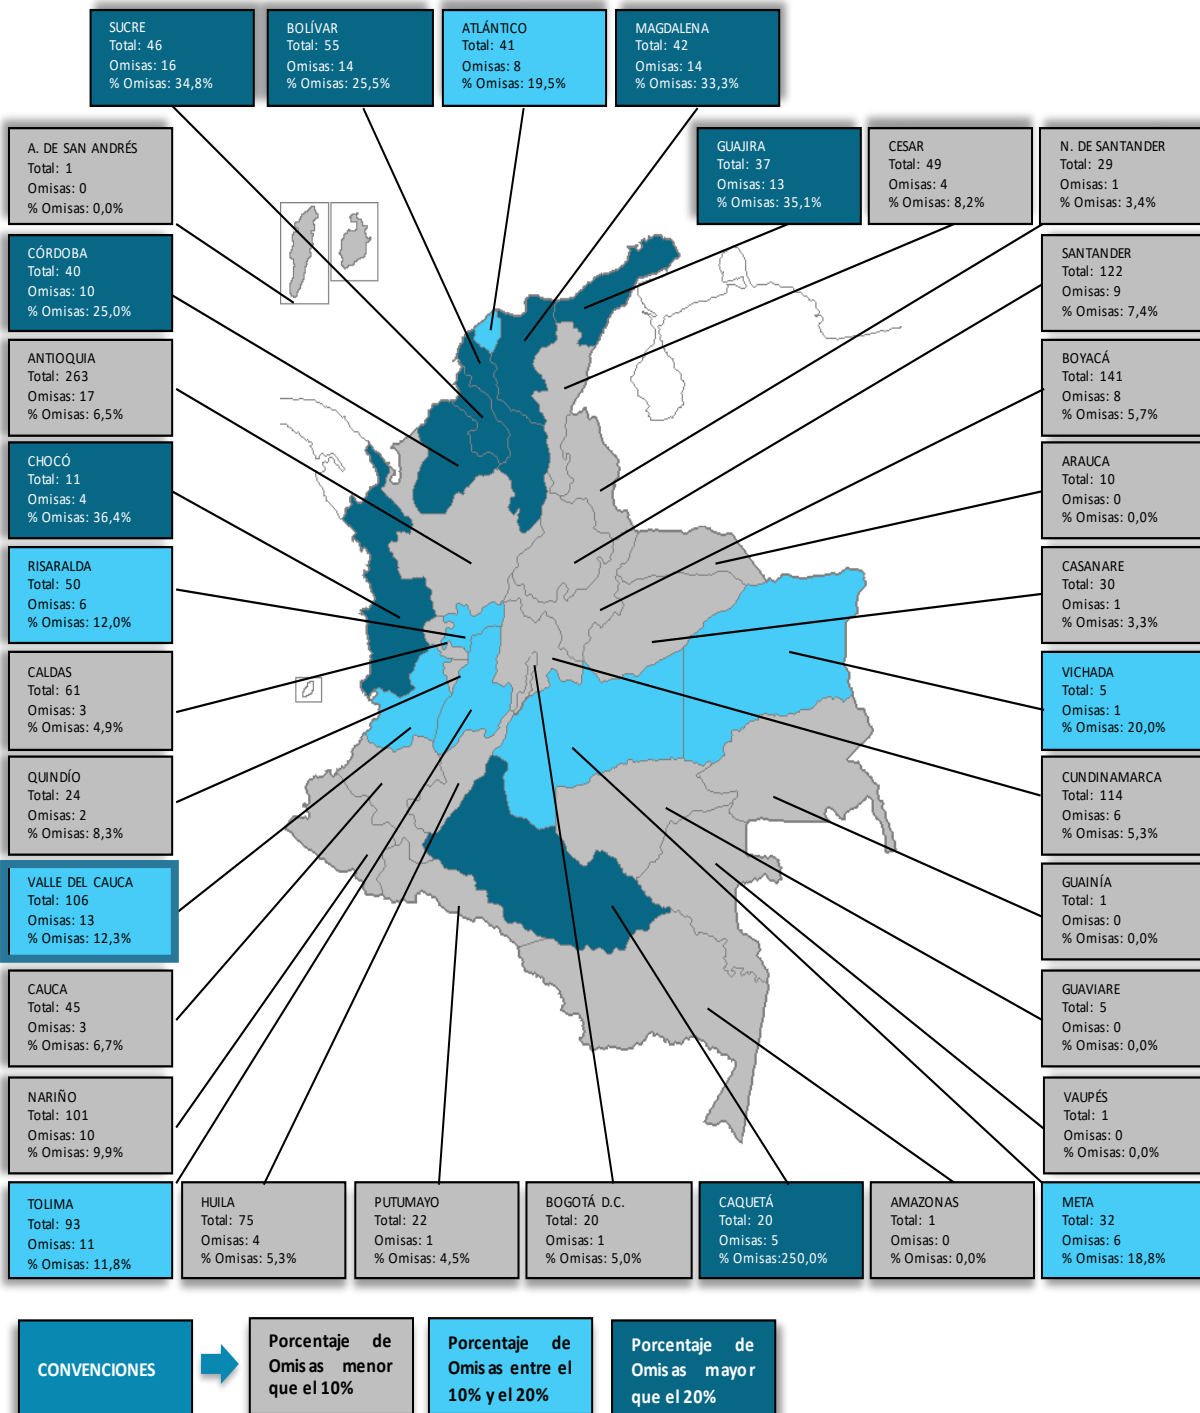 SUCRE
Total: 46
Omisas: 16
% Omisas: 34,8%
BOLÍVAR
Total: 55
Omisas: 14
% Omisas: 25,5%
ATLÁNTICO
Total: 41
Omisas: 8
% Omisas: 19,5%
MAGDALENA
Total: 42
Omisas: 14
% Omisas: 33,3%
A. DE SAN ANDRÉS
Total: 1
Omisas: 0
% Omisas: 0,0%
GUAJIRA
Total: 37
Omisas: 13
% Omisas: 35,1%
CESAR
Total: 49
Omisas: 4
% Omisas: 8,2%
N. DE SANTANDER
Total: 29
Omisas: 1
% Omisas: 3,4%
CÓRDOBA
Total: 40
Omisas: 10
% Omisas: 25,0%
SANTANDER
Total: 122
Omisas: 9
% Omisas: 7,4%
ANTIOQUIA
Total: 263
Omisas: 17
% Omisas: 6,5%
BOYACÁ
Total: 141
Omisas: 8
% Omisas: 5,7%
CHOCÓ
Total: 11
Omisas: 4
% Omisas: 36,4%
ARAUCA
Total: 10
Omisas: 0
% Omisas: 0,0%
RISARALDA
Total: 50
Omisas: 6
% Omisas: 12,0%
CASANARE
Total: 30
Omisas: 1
% Omisas: 3,3%
CALDAS
Total: 61
Omisas: 3
% Omisas: 4,9%
VICHADA
Total: 5
Omisas: 1
% Omisas: 20,0%
QUINDÍO
Total: 24
Omisas: 2
% Omisas: 8,3%
CUNDINAMARCA
Total: 114
Omisas: 6
% Omisas: 5,3%
VALLE DEL CAUCA
Total: 106
Omisas: 13
% Omisas: 12,3%
GUAINÍA
Total: 1
Omisas: 0
% Omisas: 0,0%
CAUCA
Total: 45
Omisas: 3
% Omisas: 6,7%
GUAVIARE
Total: 5
Omisas: 0
% Omisas: 0,0%
NARIÑO
Total: 101
Omisas: 10
% Omisas: 9,9%
VAUPÉS
Total: 1
Omisas: 0
% Omisas: 0,0%
TOLIMA
Total: 93
Omisas: 11
% Omisas: 11,8%
HUILA
Total: 75
Omisas: 4
% Omisas: 5,3%
PUTUMAYO
Total: 22
Omisas: 1
% Omisas: 4,5%
BOGOTÁ D.C.
Total: 20
Omisas: 1
% Omisas: 5,0%
CAQUETÁ
Total: 20
Omisas: 5
% Omisas:250,0%
AMAZONAS
Total: 1
Omisas: 0
% Omisas: 0,0%
META
Total: 32
Omisas: 6
% Omisas: 18,8%
CONVENCIONES
Porcentaje de
Omisas menor
que el 10%
Porcentaje de
Omisas entre el
10% y el 20%
Porcentaje de
Omisas mayor
que el 20%